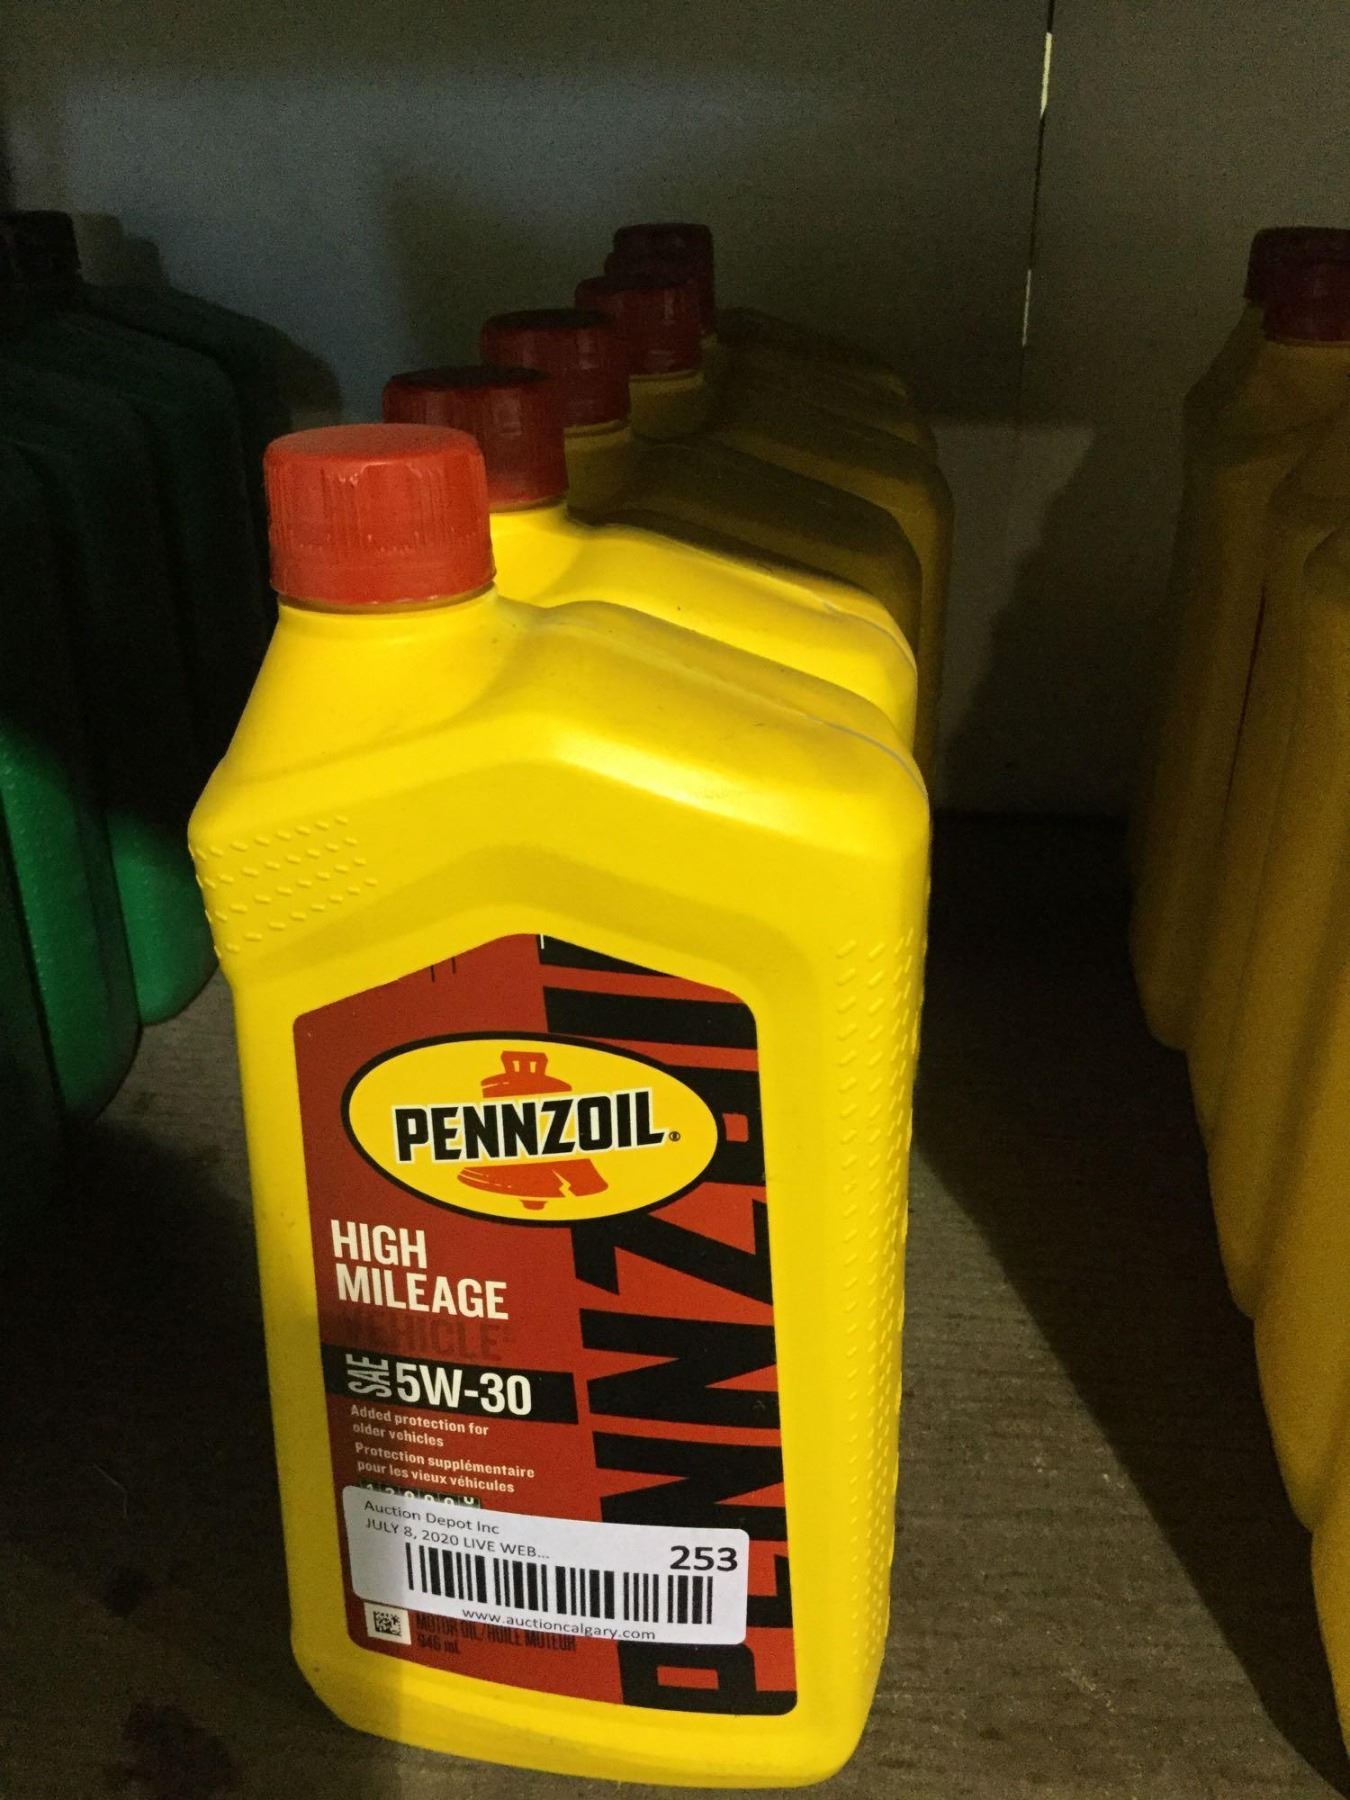 PENNZOIL®
HIGH
MILEAGE
VEHICLE
SAE 5W-30
Added protection for
older vehicles
Protection supplémentaire
pour les vieux véhicules
Auction Depot Inc
JULY 8, 2020 LIVE WEB...
253
www.auctioncalgary.com
MOTOR OIL/HUILE MOTEUR
946 mL
PENNZOIL